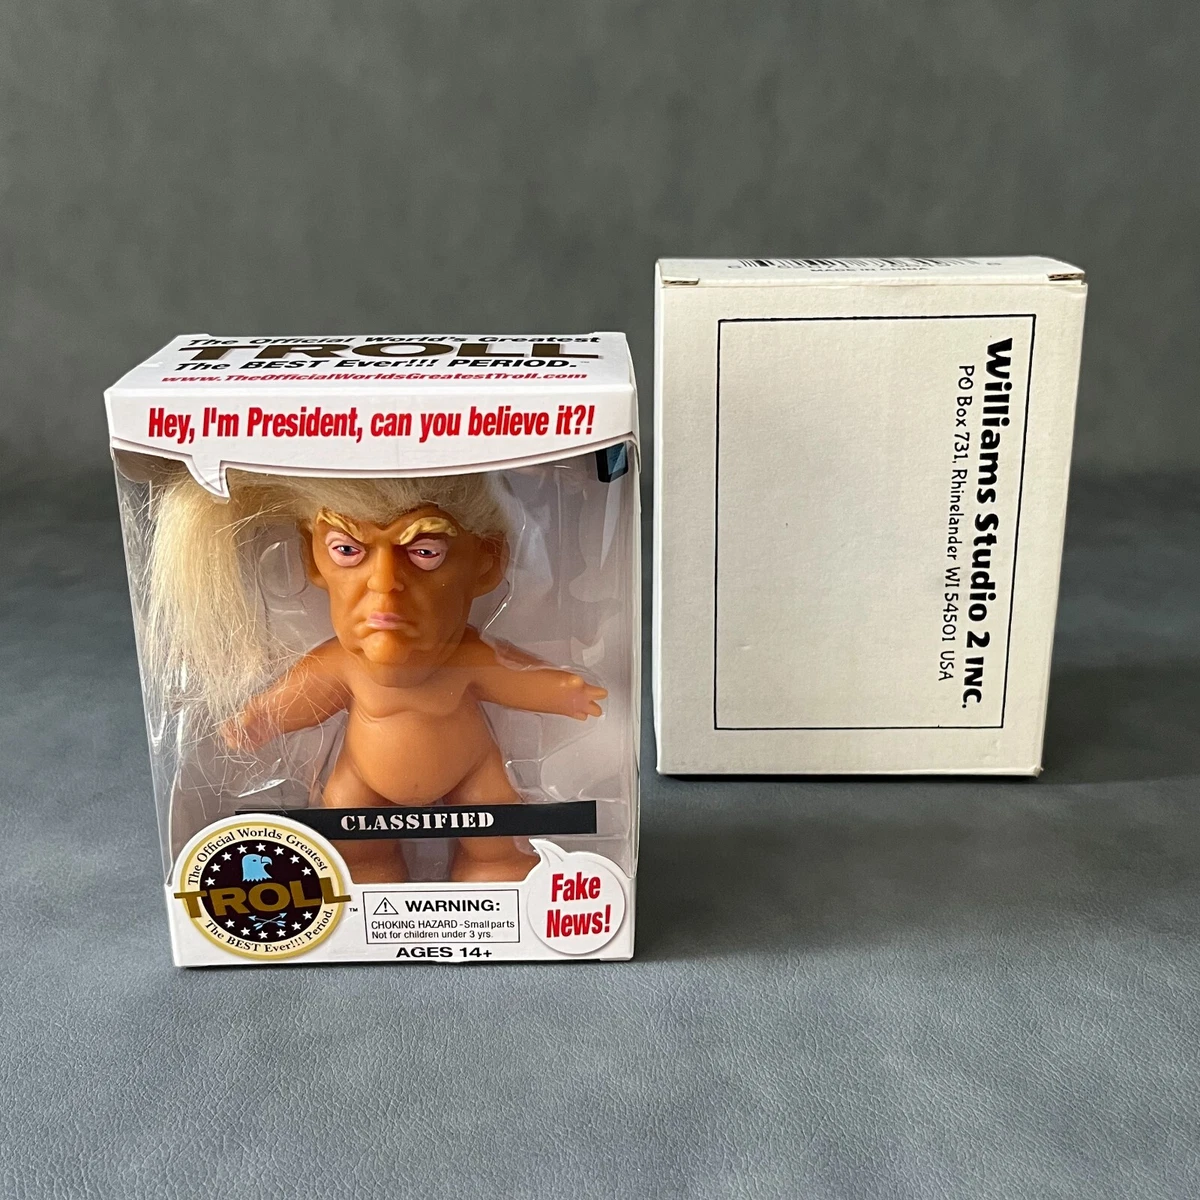 The Official World's Greatest
TROLL
The BEST Ever!!! PERIOD.™
www.TheOfficialWorldsGreatestTroll.com
Hey, I'm President, can you believe it?!
CLASSIFIED
The Official Worlds Greatest
TROLL™
The BEST Ever!!! Period.
WARNING:
CHOKING HAZARD - Small parts
Not for children under 3 yrs.
AGES 14+
Fake
News!
MADE IN CHINA
Williams Studio 2 INC.
PO Box 731, Rhinelander WI 54501 USA